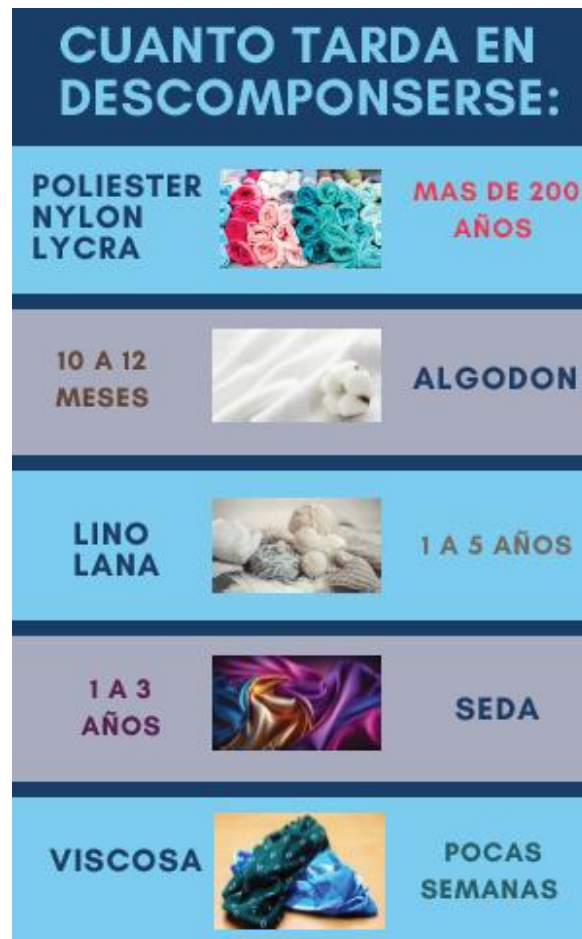 CUANTO TARDA EN
DESCOMPONSERSE:
POLIESTER
NYLON
LYCRA
MAS DE 200
AÑOS
10 A 12
MESES
ALGODON
LINO
LANA
1 A 5 AÑOS
1 A 3
AÑOS
SEDA
VISCOSA
POCAS
SEMANAS